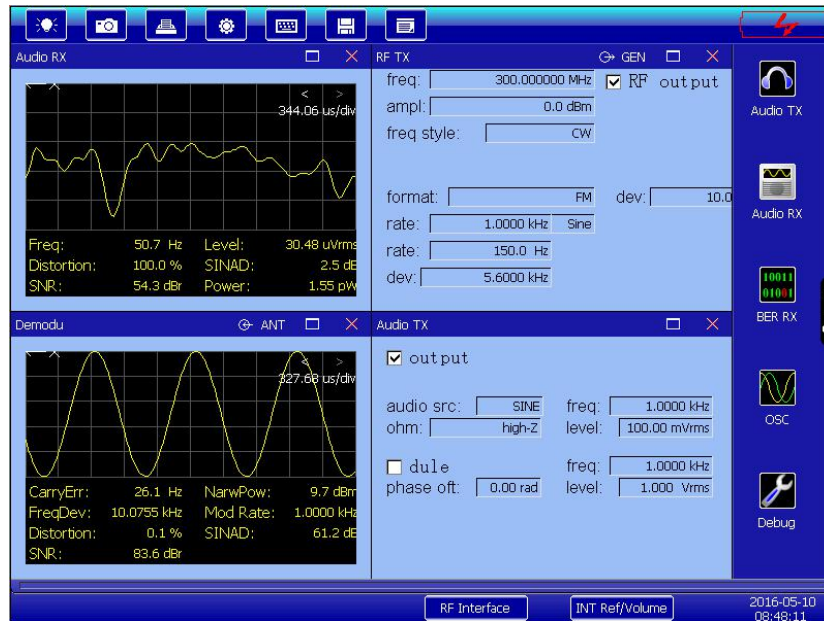 Audio RX
< >
344.06 us/div
Freq: 50.7 Hz Level: 30.48 uVrms
Distortion: 100.0 % SINAD: 2.5 dB
SNR: 54.3 dBr Power: 1.55 pW
RF TX GEN
freq: 300.000000 MHz RF output
ampl: 0.0 dBm
freq style: CW
format: FM dev: 10.0
rate: 1.0000 kHz Sine
rate: 150.0 Hz
dev: 5.6000 kHz
Demodu ANT
< >
327.68 us/div
CarryErr: 26.1 Hz NarwPow: 9.7 dBm
FreqDev: 10.0755 kHz Mod Rate: 1.0000 kHz
Distortion: 0.1 % SINAD: 61.2 dB
SNR: 83.6 dBr
Audio TX
output
audio src: SINE freq: 1.0000 kHz
ohm: high-Z level: 100.00 mVrms
dule freq: 1.0000 kHz
phase oft: 0.00 rad level: 1.000 Vrms
Audio TX
Audio RX
10011
01001
BER RX
OSC
Debug
RF Interface INT Ref/Volume
2016-05-10
08:48:11